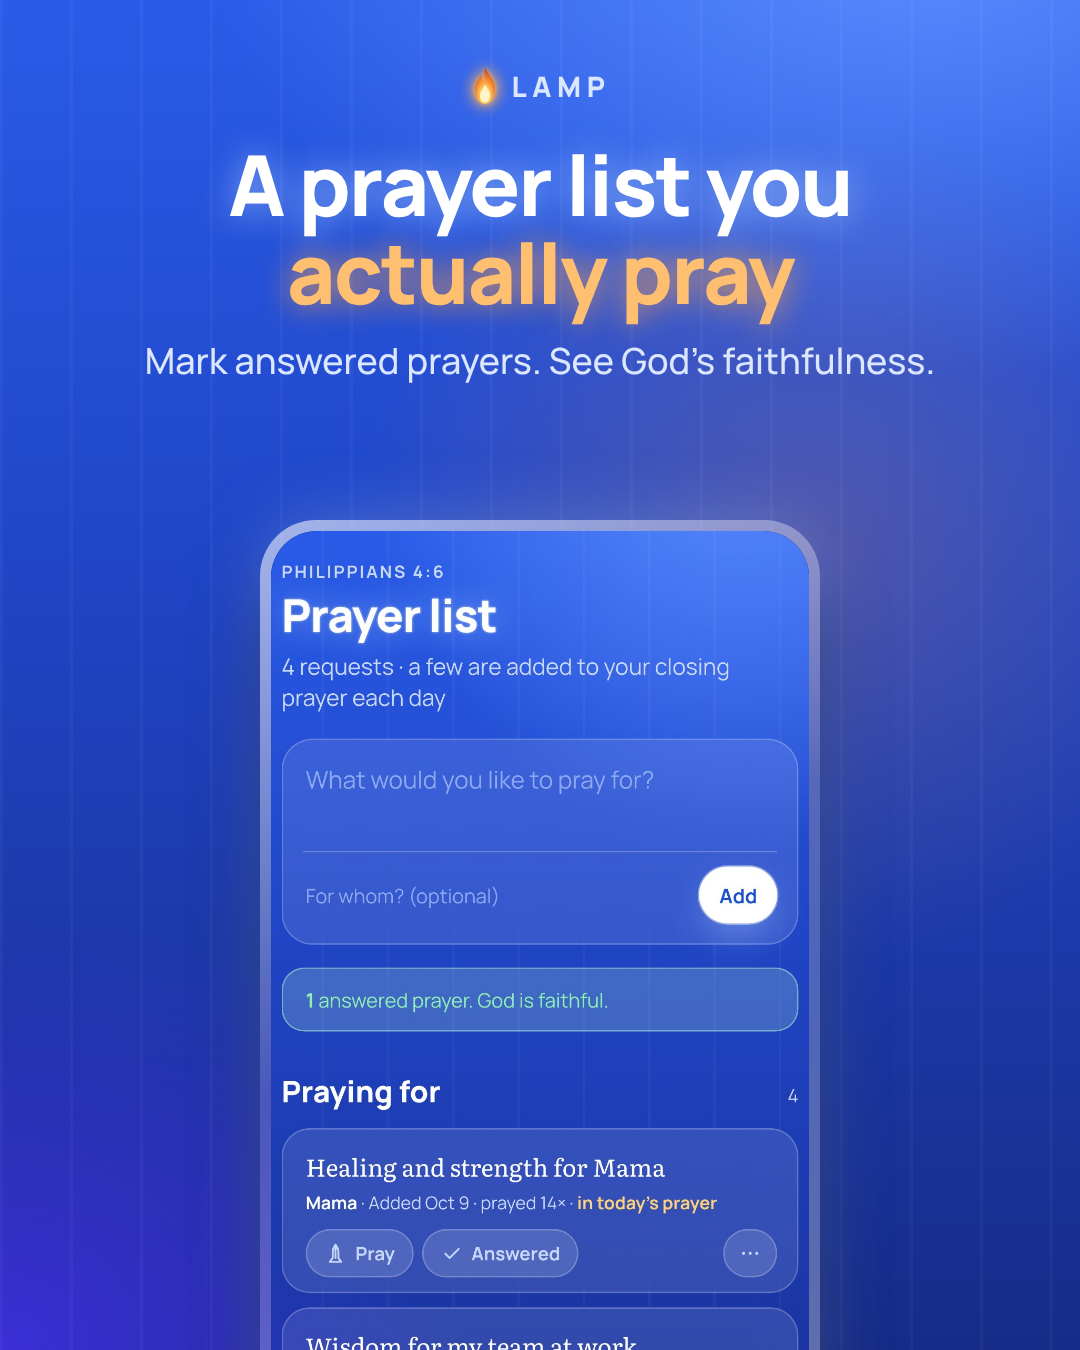 LAMP
A prayer list you
actually pray
Mark answered prayers. See God’s faithfulness.
PHILIPPIANS 4:6
Prayer list
4 requests · a few are added to your closing
prayer each day
What would you like to pray for?
For whom? (optional)
Add
1 answered prayer. God is faithful.
Praying for
4
Healing and strength for Mama
Mama · Added Oct 9 · prayed 14× · in today’s prayer
Pray
Answered
···
Wisdom for my team at work